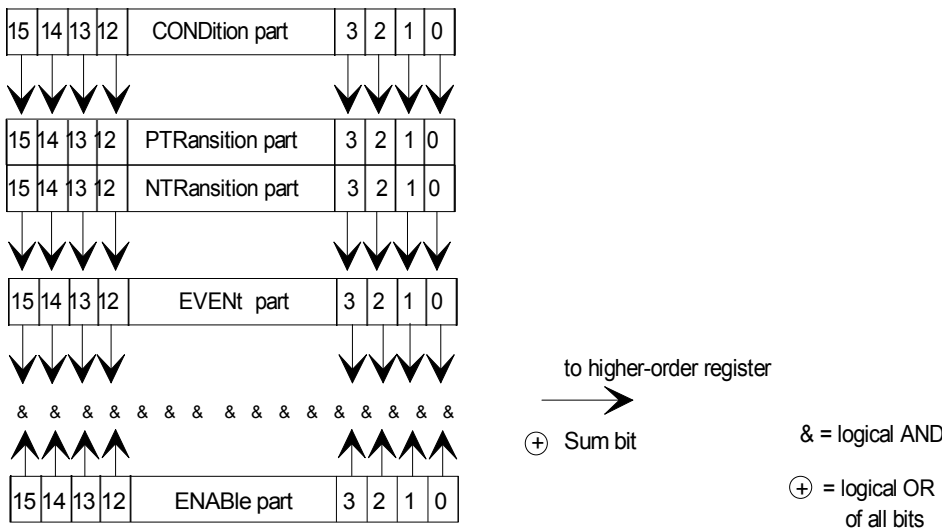 15 14 13 12 CONDition part 3 2 1 0
15 14 13 12 PTRansition part 3 2 1 0
15 14 13 12 NTRansition part 3 2 1 0
15 14 13 12 EVENt part 3 2 1 0
to higher-order register
& & & & & & & & & & & & & & & &
+ Sum bit
& = logical AND
15 14 13 12 ENABle part 3 2 1 0
+ = logical OR
of all bits